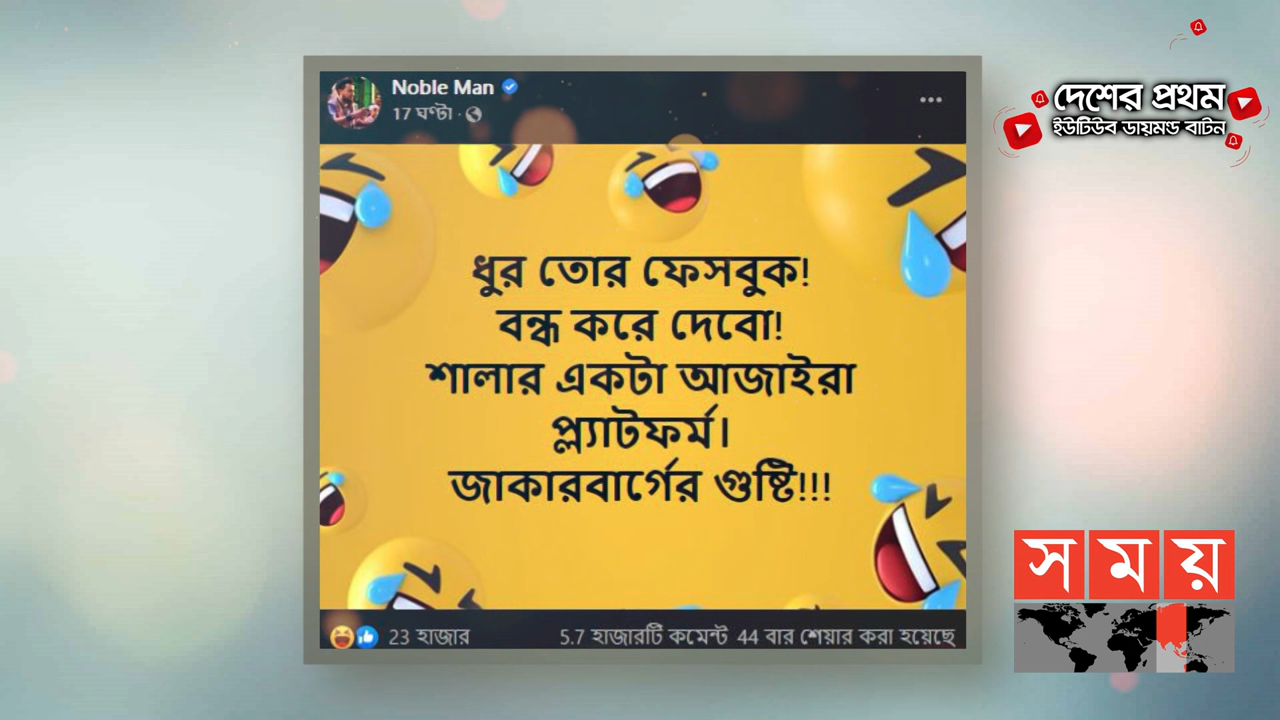 Noble Man
17 ঘণ্টা
ধুর তোর ফেসবুক!
বন্ধ করে দেবো!
শালার একটা আজাইরা
প্ল্যাটফর্ম।
জাকারবার্গের গুষ্টি!!!
23 হাজার 5.7 হাজারটি কমেন্ট 44 বার শেয়ার করা হয়েছে
দেশের প্রথম
ইউটিউব ডায়মন্ড বাটন
সময়